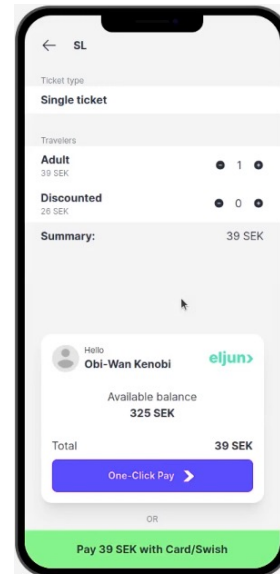 SL
Ticket type
Single ticket
Travelers
Adult 1
39 SEK
Discounted 0
26 SEK
Summary: 39 SEK
Hello
Obi-Wan Kenobi
eljun
Available balance
325 SEK
Total 39 SEK
One-Click Pay
OR
Pay 39 SEK with Card/Swish